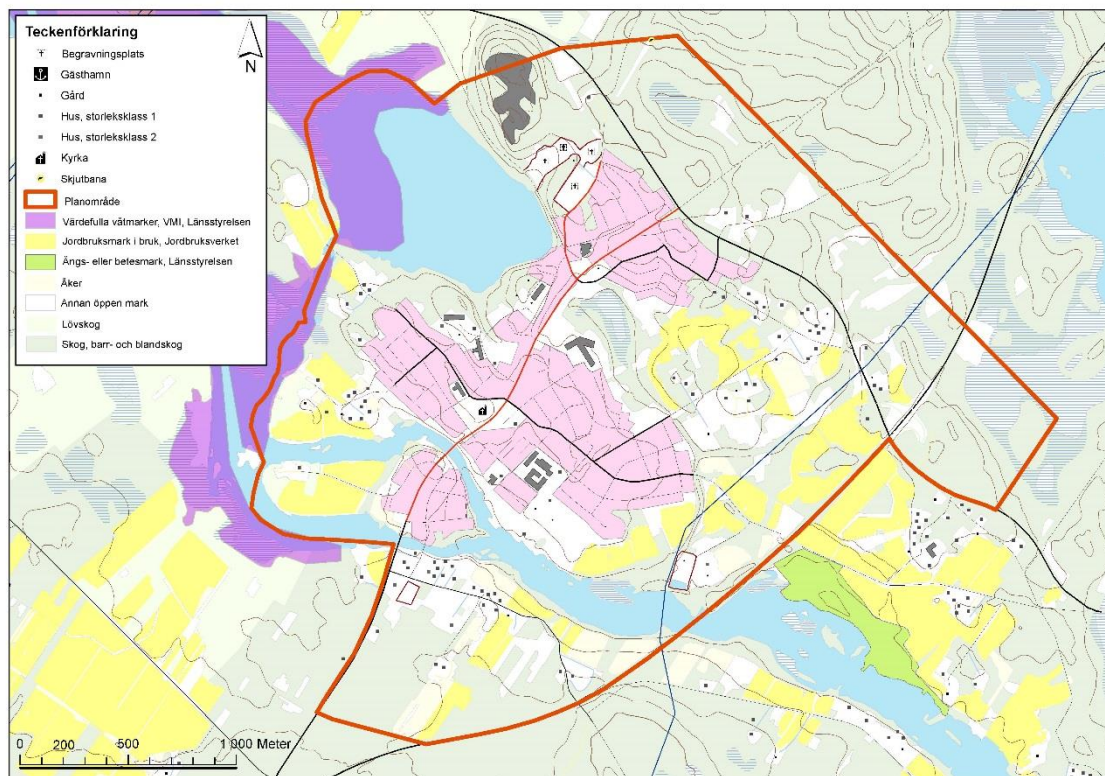 Teckenförklaring
N
Begravningsplats
Gästhamn
Gård
Hus, storleksklass 1
Hus, storleksklass 2
Kyrka
Skjutbana
Planområde
Värdefulla våtmarker, VMI, Länsstyrelsen
Jordbruksmark i bruk, Jordbruksverket
Ängs- eller betesmark, Länsstyrelsen
Åker
Annan öppen mark
Lövskog
Skog, barr- och blandskog
0 200 500 1 000 Meter